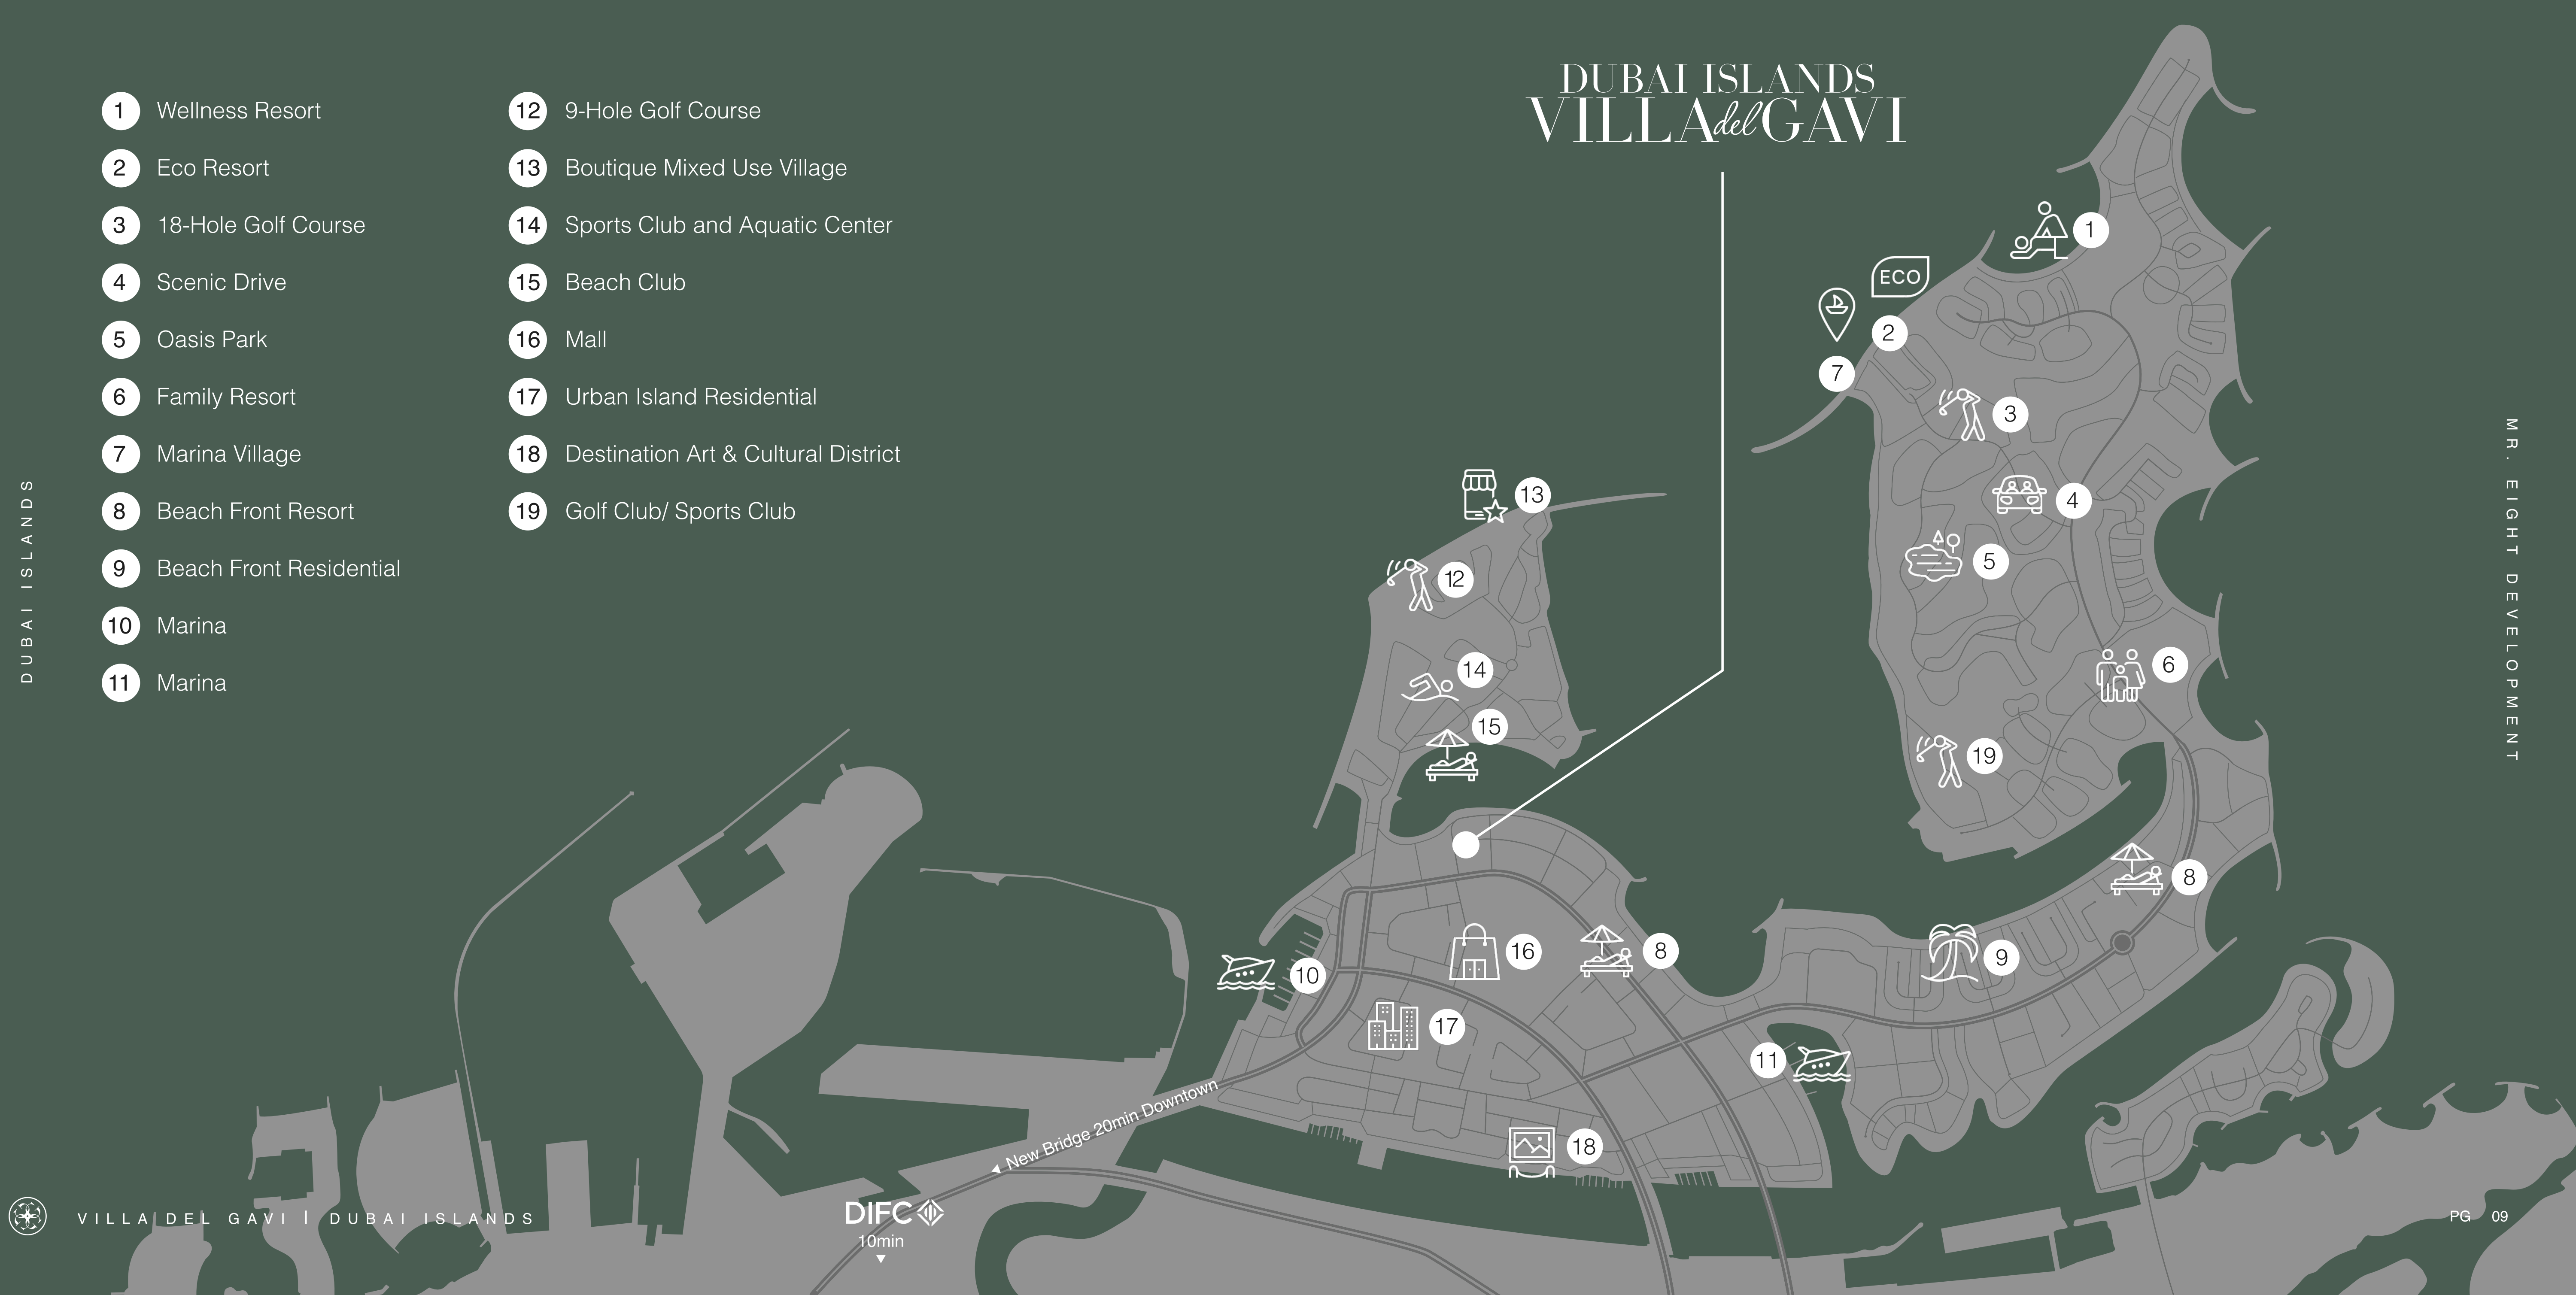 DUBAI ISLANDS
VILLA del GAVI
1 Wellness Resort
2 Eco Resort
3 18-Hole Golf Course
4 Scenic Drive
5 Oasis Park
6 Family Resort
7 Marina Village
8 Beach Front Resort
9 Beach Front Residential
10 Marina
11 Marina
12 9-Hole Golf Course
13 Boutique Mixed Use Village
14 Sports Club and Aquatic Center
15 Beach Club
16 Mall
17 Urban Island Residential
18 Destination Art & Cultural District
19 Golf Club/ Sports Club
DUBAI ISLANDS
MR. EIGHT DEVELOPMENT
1
ECO
2
7
3
13
4
5
12
6
14
15
19
8
16
8
9
10
17
11
18
New Bridge 20min Downtown
DIFC
10min
VILLA DEL GAVI | DUBAI ISLANDS
PG 09